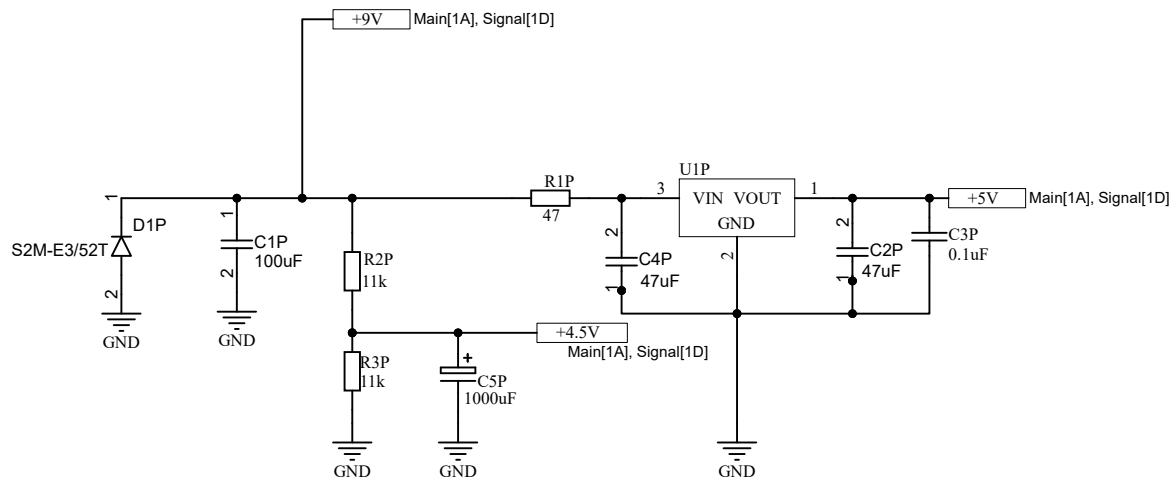 +9V
Main[1A], Signal[1D]
1
D1P
S2M-E3/52T
2
GND
1
C1P
100uF
2
GND
R2P
11k
R3P
11k
GND
+
C5P
1000uF
GND
+4.5V
Main[1A], Signal[1D]
R1P
47
2
C4P
47uF
1
3
U1P
VIN VOUT
GND
2
GND
1
2
C2P
47uF
1
C3P
0.1uF
+5V
Main[1A], Signal[1D]